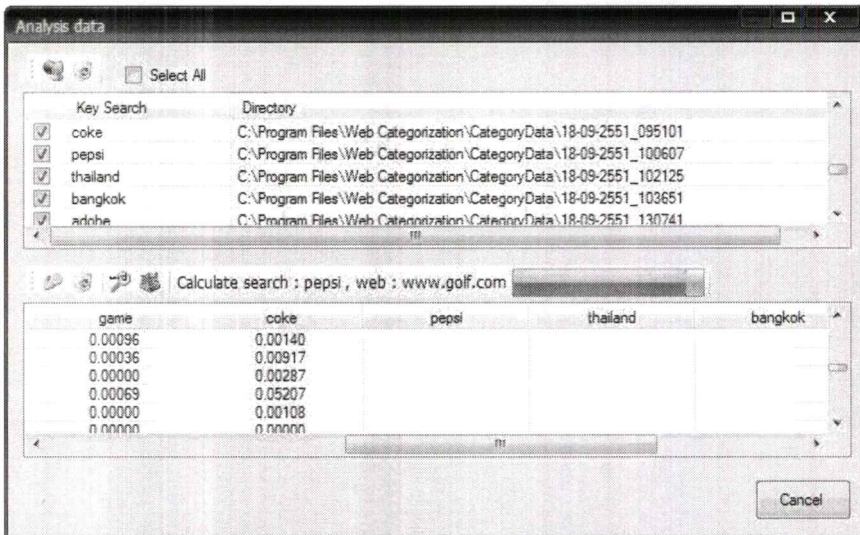 Analysis data
Select All
Key Search Directory
coke C:\Program Files\Web Categorization\CategoryData\18-09-2551_095101
pepsi C:\Program Files\Web Categorization\CategoryData\18-09-2551_100607
thailand C:\Program Files\Web Categorization\CategoryData\18-09-2551_102125
bangkok C:\Program Files\Web Categorization\CategoryData\18-09-2551_103651
adobe C:\Program Files\Web Categorization\CategoryData\18-09-2551_130741
Calculate search : pepsi , web : www.golf.com
game coke pepsi thailand bangkok
0.00096 0.00140
0.00036 0.00917
0.00000 0.00287
0.00069 0.05207
0.00000 0.00108
0.00000 0.00000
Cancel